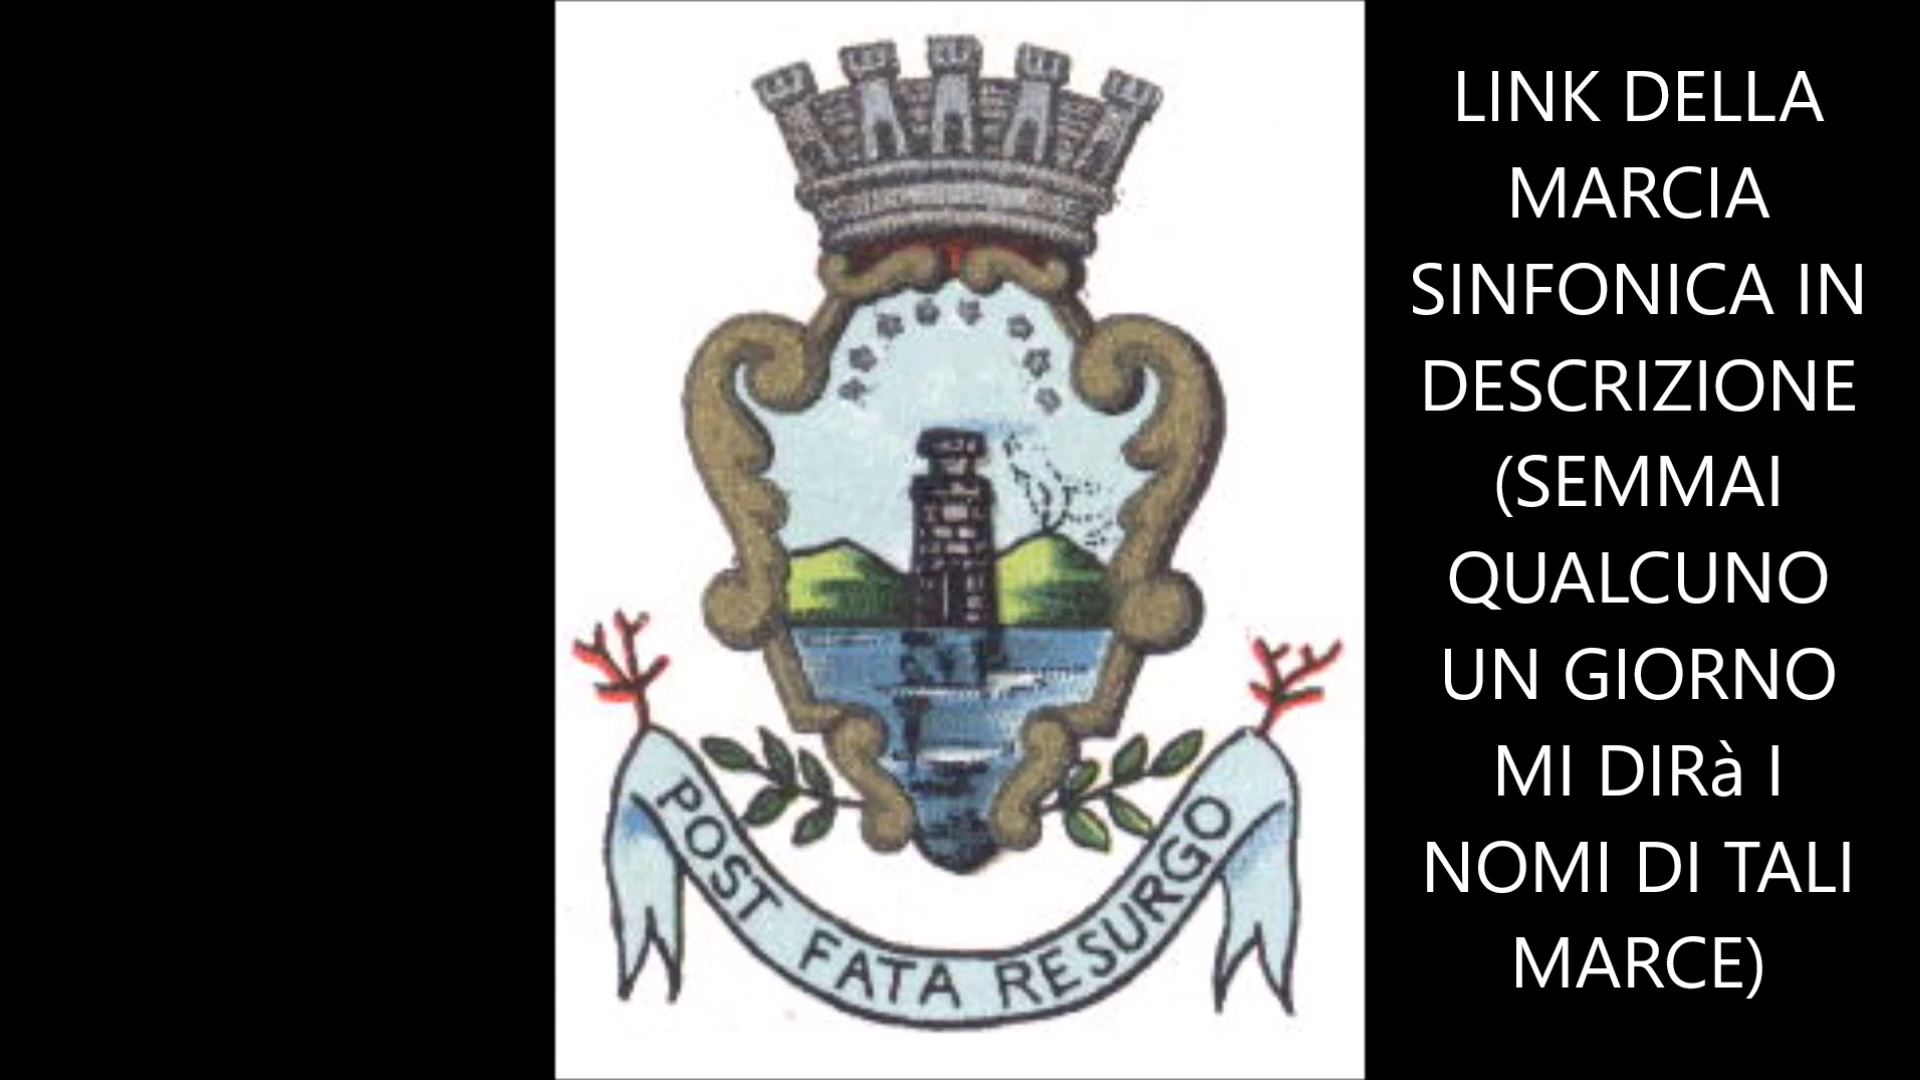 LINK DELLA
MARCIA
SINFONICA IN
DESCRIZIONE
(SEMMAI
QUALCUNO
UN GIORNO
MI DIRà I
NOMI DI TALI
MARCE)
POST FATA RESURGO